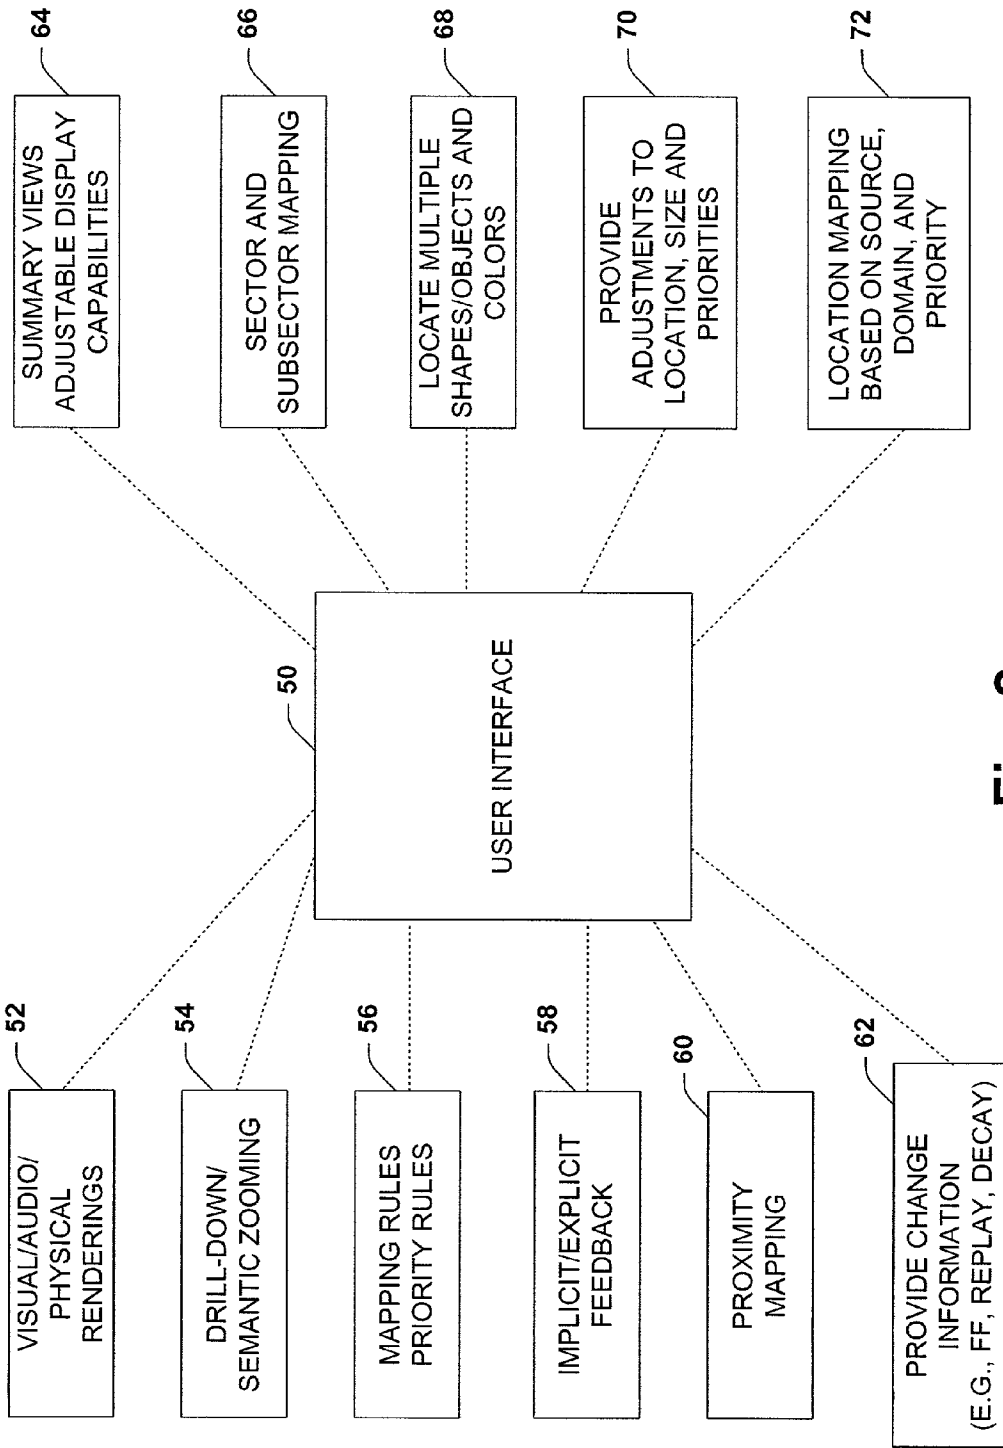 52
VISUAL/AUDIO/
PHYSICAL
RENDERINGS
54
DRILL-DOWN/
SEMANTIC ZOOMING
56
MAPPING RULES
PRIORITY RULES
58
IMPLICIT/EXPLICIT
FEEDBACK
60
PROXIMITY
MAPPING
62
PROVIDE CHANGE
INFORMATION
(E.G., FF, REPLAY, DECAY)
50
USER INTERFACE
64
SUMMARY VIEWS
ADJUSTABLE DISPLAY
CAPABILITIES
66
SECTOR AND
SUBSECTOR MAPPING
68
LOCATE MULTIPLE
SHAPES/OBJECTS AND
COLORS
70
PROVIDE
ADJUSTMENTS TO
LOCATION, SIZE AND
PRIORITIES
72
LOCATION MAPPING
BASED ON SOURCE,
DOMAIN, AND
PRIORITY